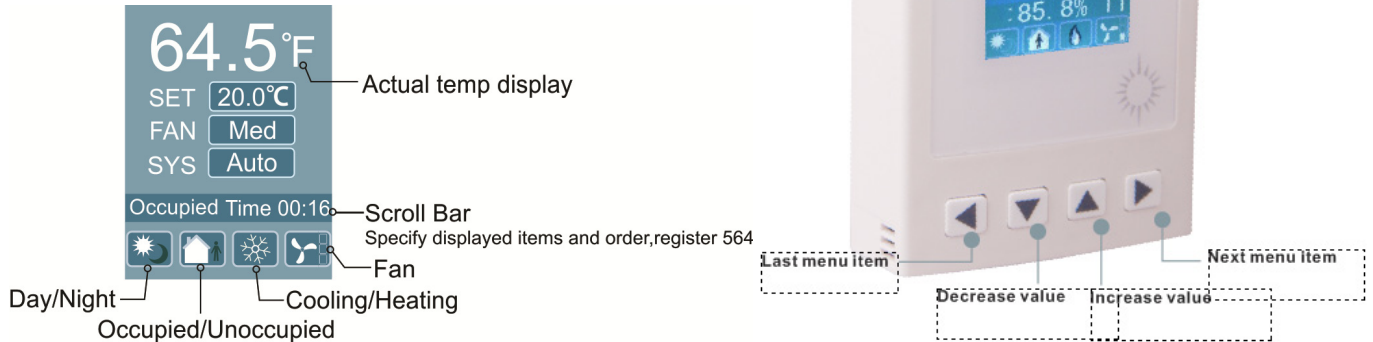 64.5°F
Actual temp display
SET 20.0°C
FAN Med
SYS Auto
Occupied Time 00:16
Scroll Bar
Specify displayed items and order,register 564
Fan
Day/Night
Cooling/Heating
Occupied/Unoccupied
:85. 8%
Last menu item
Next menu item
Decrease value
Increase value